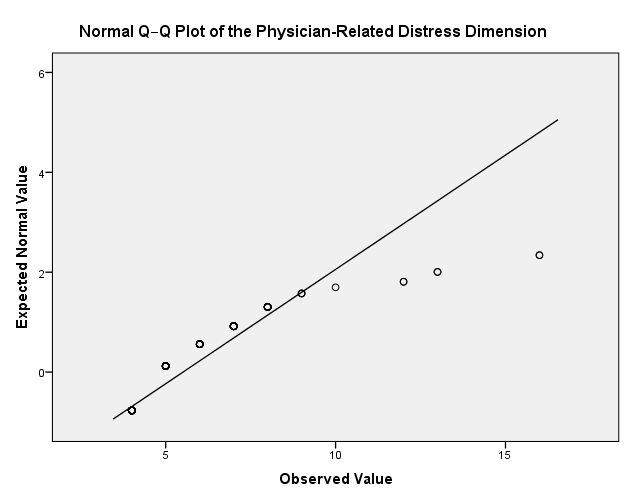 Normal Q–Q Plot of the Physician-Related Distress Dimension
6
4
2
0
Expected Normal Value
5 10 15
Observed Value